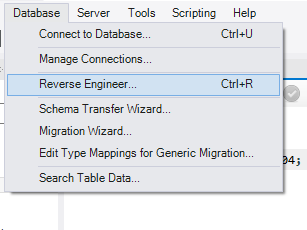 Database Server Tools Scripting Help
Connect to Database... Ctrl+U
Manage Connections...
Reverse Engineer... Ctrl+R
Schema Transfer Wizard...
Migration Wizard...
Edit Type Mappings for Generic Migration...
04;
Search Table Data...